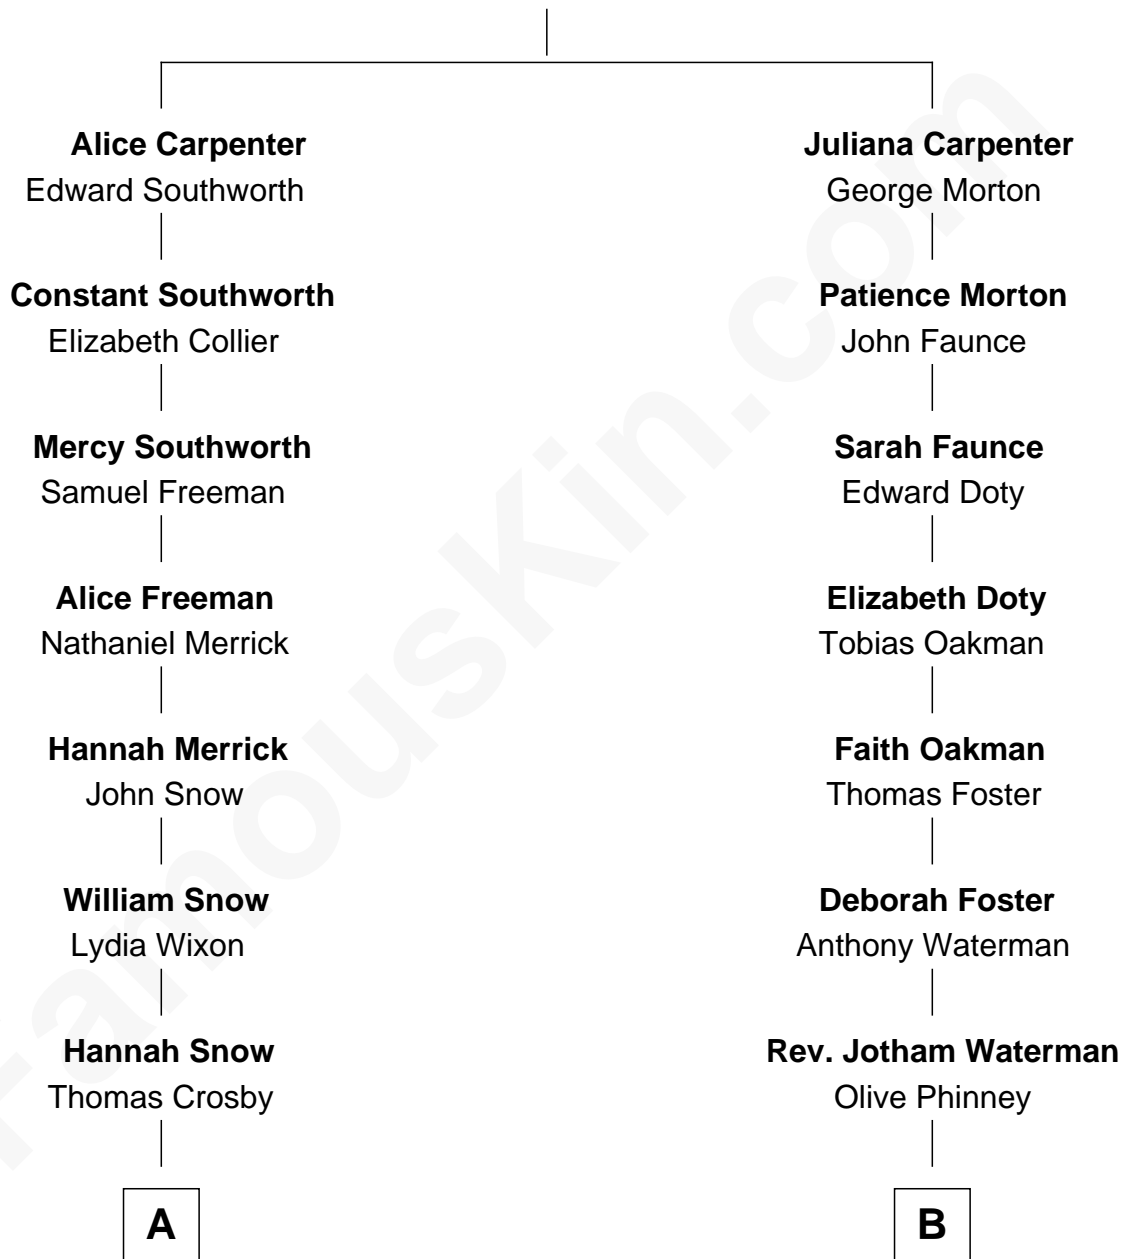 Alice Carpenter
Edward Southworth
Constant Southworth
Elizabeth Collier
Mercy Southworth
Samuel Freeman
Alice Freeman
Nathaniel Merrick
Hannah Merrick
John Snow
William Snow
Lydia Wixon
Hannah Snow
Thomas Crosby
A
Juliana Carpenter
George Morton
Patience Morton
John Faunce
Sarah Faunce
Edward Doty
Elizabeth Doty
Tobias Oakman
Faith Oakman
Thomas Foster
Deborah Foster
Anthony Waterman
Rev. Jotham Waterman
Olive Phinney
B
FamousKin.com